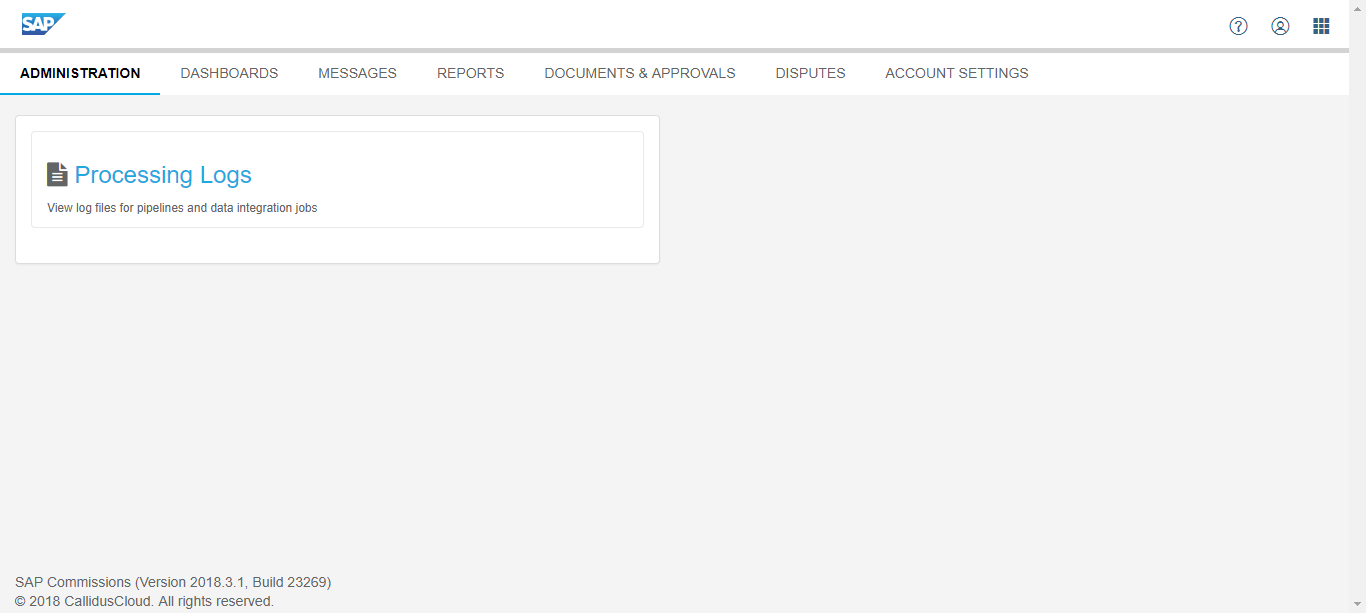 SAP
ADMINISTRATION DASHBOARDS MESSAGES REPORTS DOCUMENTS & APPROVALS DISPUTES ACCOUNT SETTINGS
Processing Logs
View log files for pipelines and data integration jobs
SAP Commissions (Version 2018.3.1, Build 23269)
© 2018 CallidusCloud. All rights reserved.